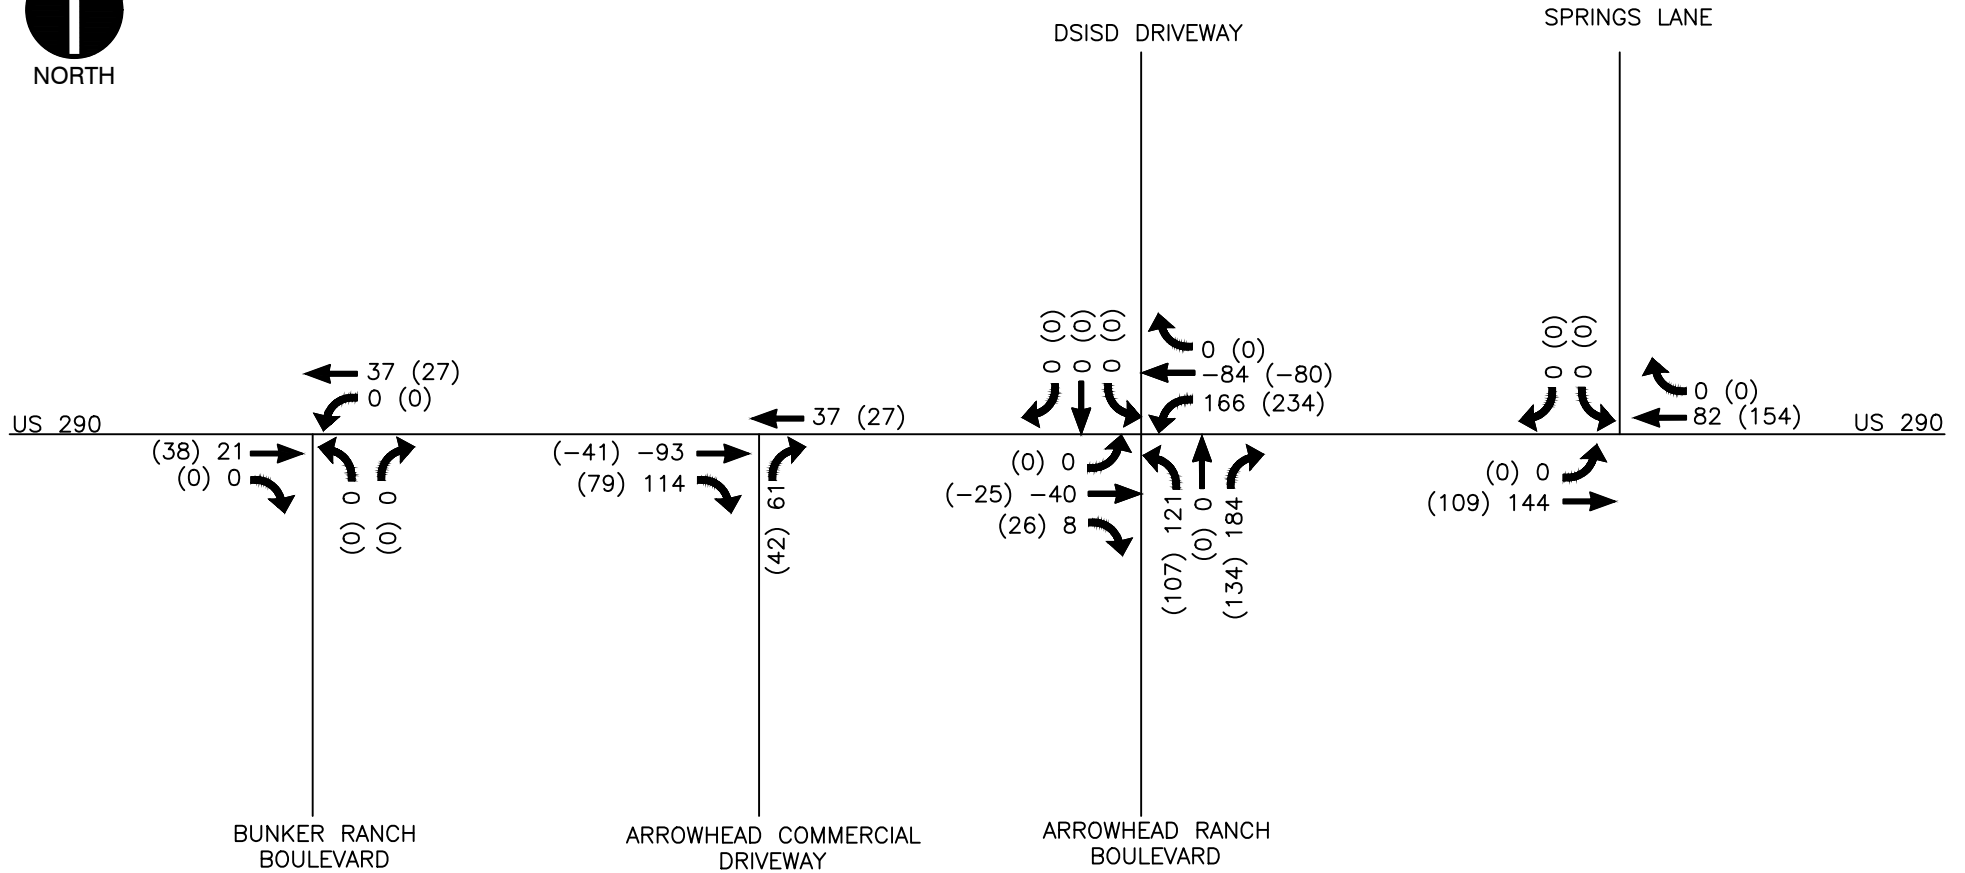 NORTH
DSISD DRIVEWAY
SPRINGS LANE
US 290
37 (27)
0 (0)
(38) 21
(0) 0
0 0
(0) (0)
BUNKER RANCH
BOULEVARD
37 (27)
(-41) -93
(79) 114
(42) 61
ARROWHEAD COMMERCIAL
DRIVEWAY
(0) (0) (0)
0 0 0
0 (0)
-84 (-80)
166 (234)
(0) 0
(-25) -40
(26) 8
(107) 121
(0) 0
(134) 184
ARROWHEAD RANCH
BOULEVARD
(0) (0)
0 0
0 (0)
82 (154)
US 290
(0) 0
(109) 144